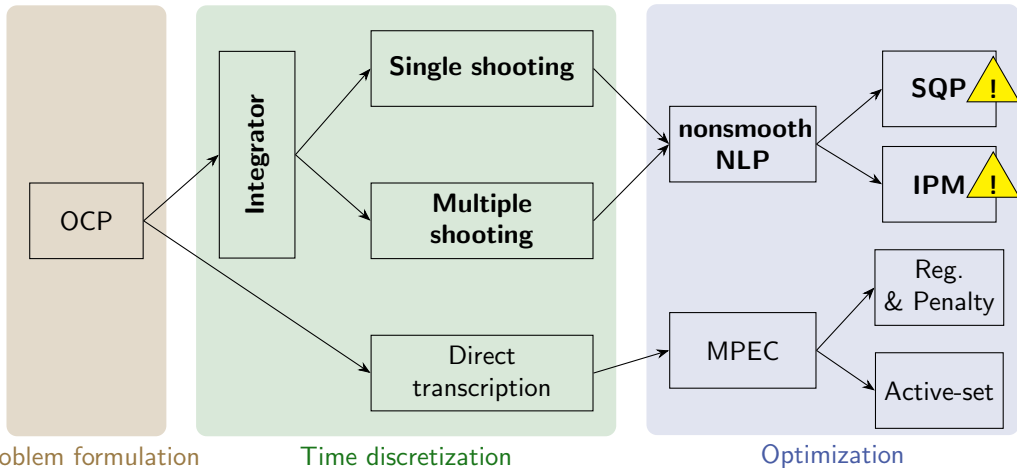 OCP
Integrator
Single shooting
Multiple
shooting
Direct
transcription
nonsmooth
NLP
SQP
!
IPM
!
MPEC
Reg.
& Penalty
Active-set
oblem formulation
Time discretization
Optimization